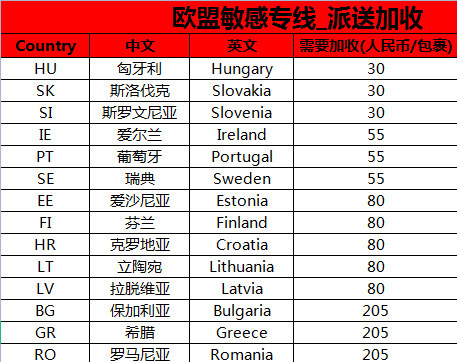 欧盟敏感专线_派送加收
Country 中文 英文 需要加收(人民币/包裹)
HU 匈牙利 Hungary 30
SK 斯洛伐克 Slovakia 30
SI 斯罗文尼亚 Slovenia 30
IE 爱尔兰 Ireland 55
PT 葡萄牙 Portugal 55
SE 瑞典 Sweden 55
EE 爱沙尼亚 Estonia 80
FI 芬兰 Finland 80
HR 克罗地亚 Croatia 80
LT 立陶宛 Lithuania 80
LV 拉脱维亚 Latvia 80
BG 保加利亚 Bulgaria 205
GR 希腊 Greece 205
RO 罗马尼亚 Romania 205